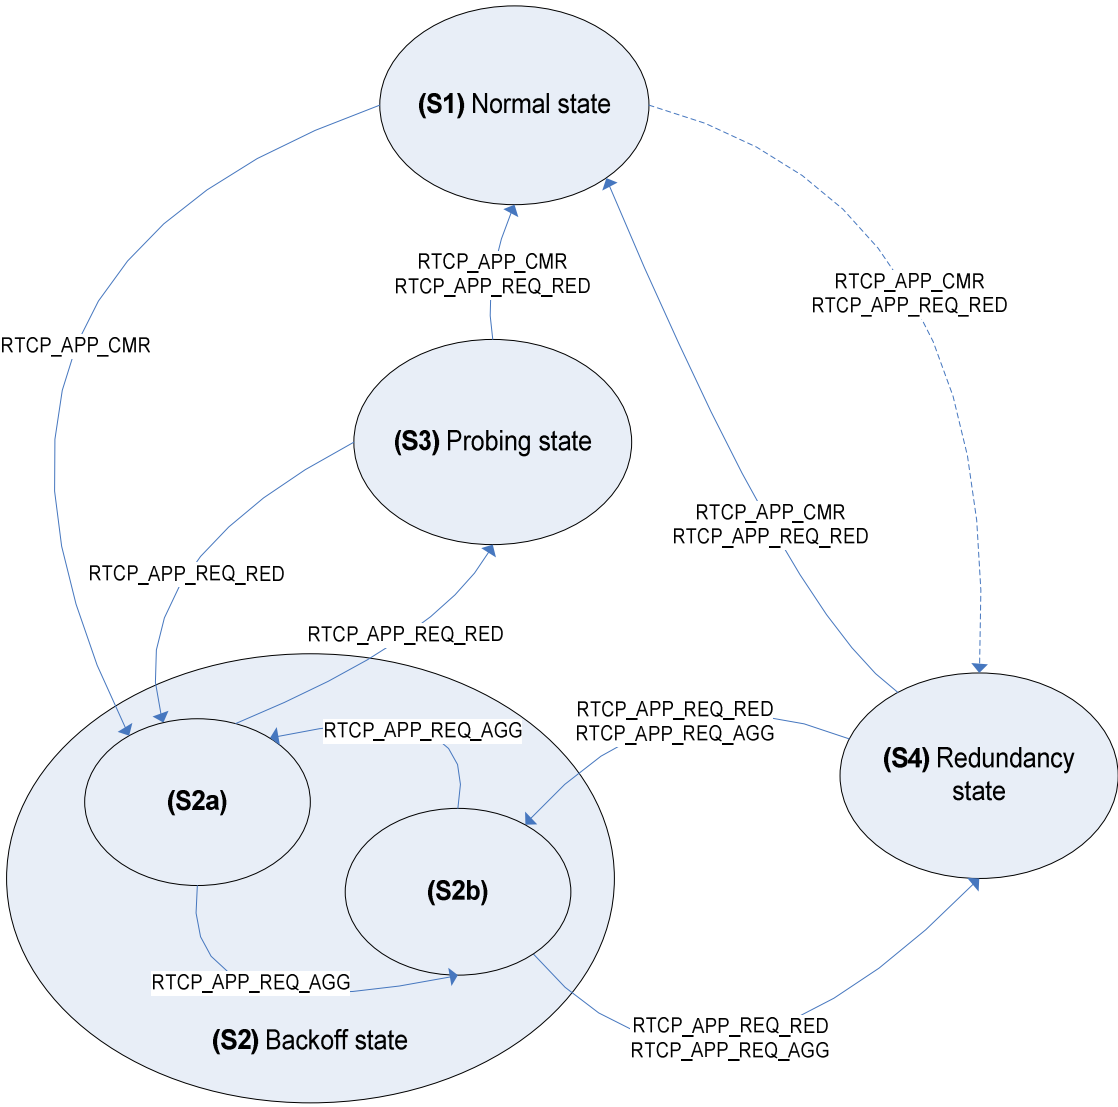 (S1) Normal state
RTCP_APP_CMR
RTCP_APP_REQ_RED
RTCP_APP_CMR
RTCP_APP_REQ_RED
RTCP_APP_CMR
(S3) Probing state
RTCP_APP_CMR
RTCP_APP_REQ_RED
RTCP_APP_REQ_RED
RTCP_APP_REQ_RED
RTCP_APP_REQ_RED
RTCP_APP_REQ_AGG
RTCP_APP_REQ_AGG
(S4) Redundancy
state
(S2a)
(S2b)
RTCP_APP_REQ_AGG
(S2) Backoff state
RTCP_APP_REQ_RED
RTCP_APP_REQ_AGG